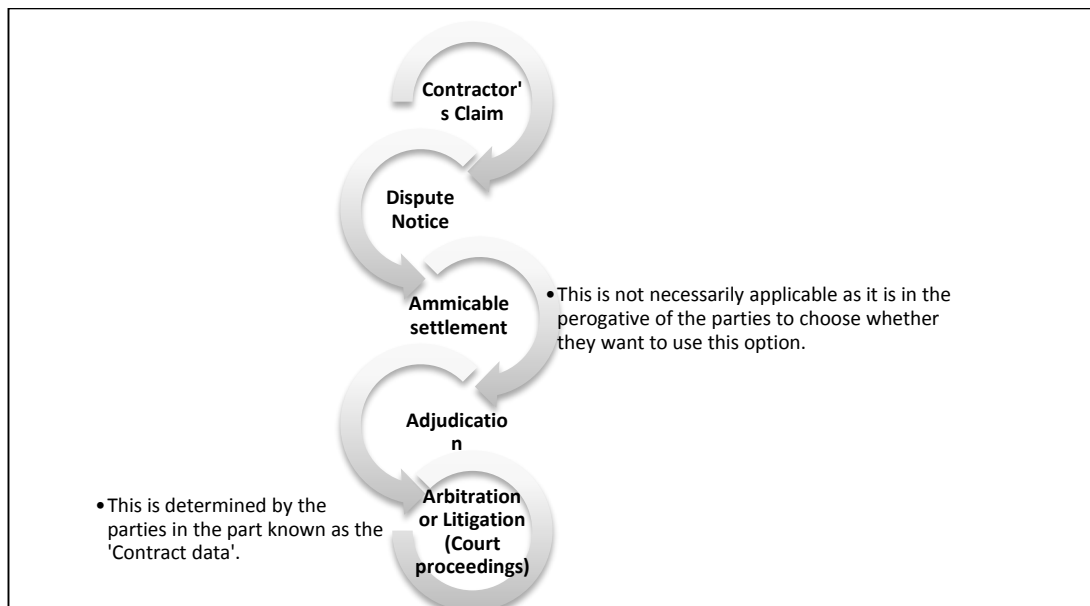 Contractor'
s Claim
Dispute
Notice
Ammicable
settlement
•This is not necessarily applicable as it is in the
perogative of the parties to choose whether
they want to use this option.
Adjudicatio
n
Arbitration
or Litigation
(Court
proceedings)
•This is determined by the
parties in the part known as the
'Contract data'.